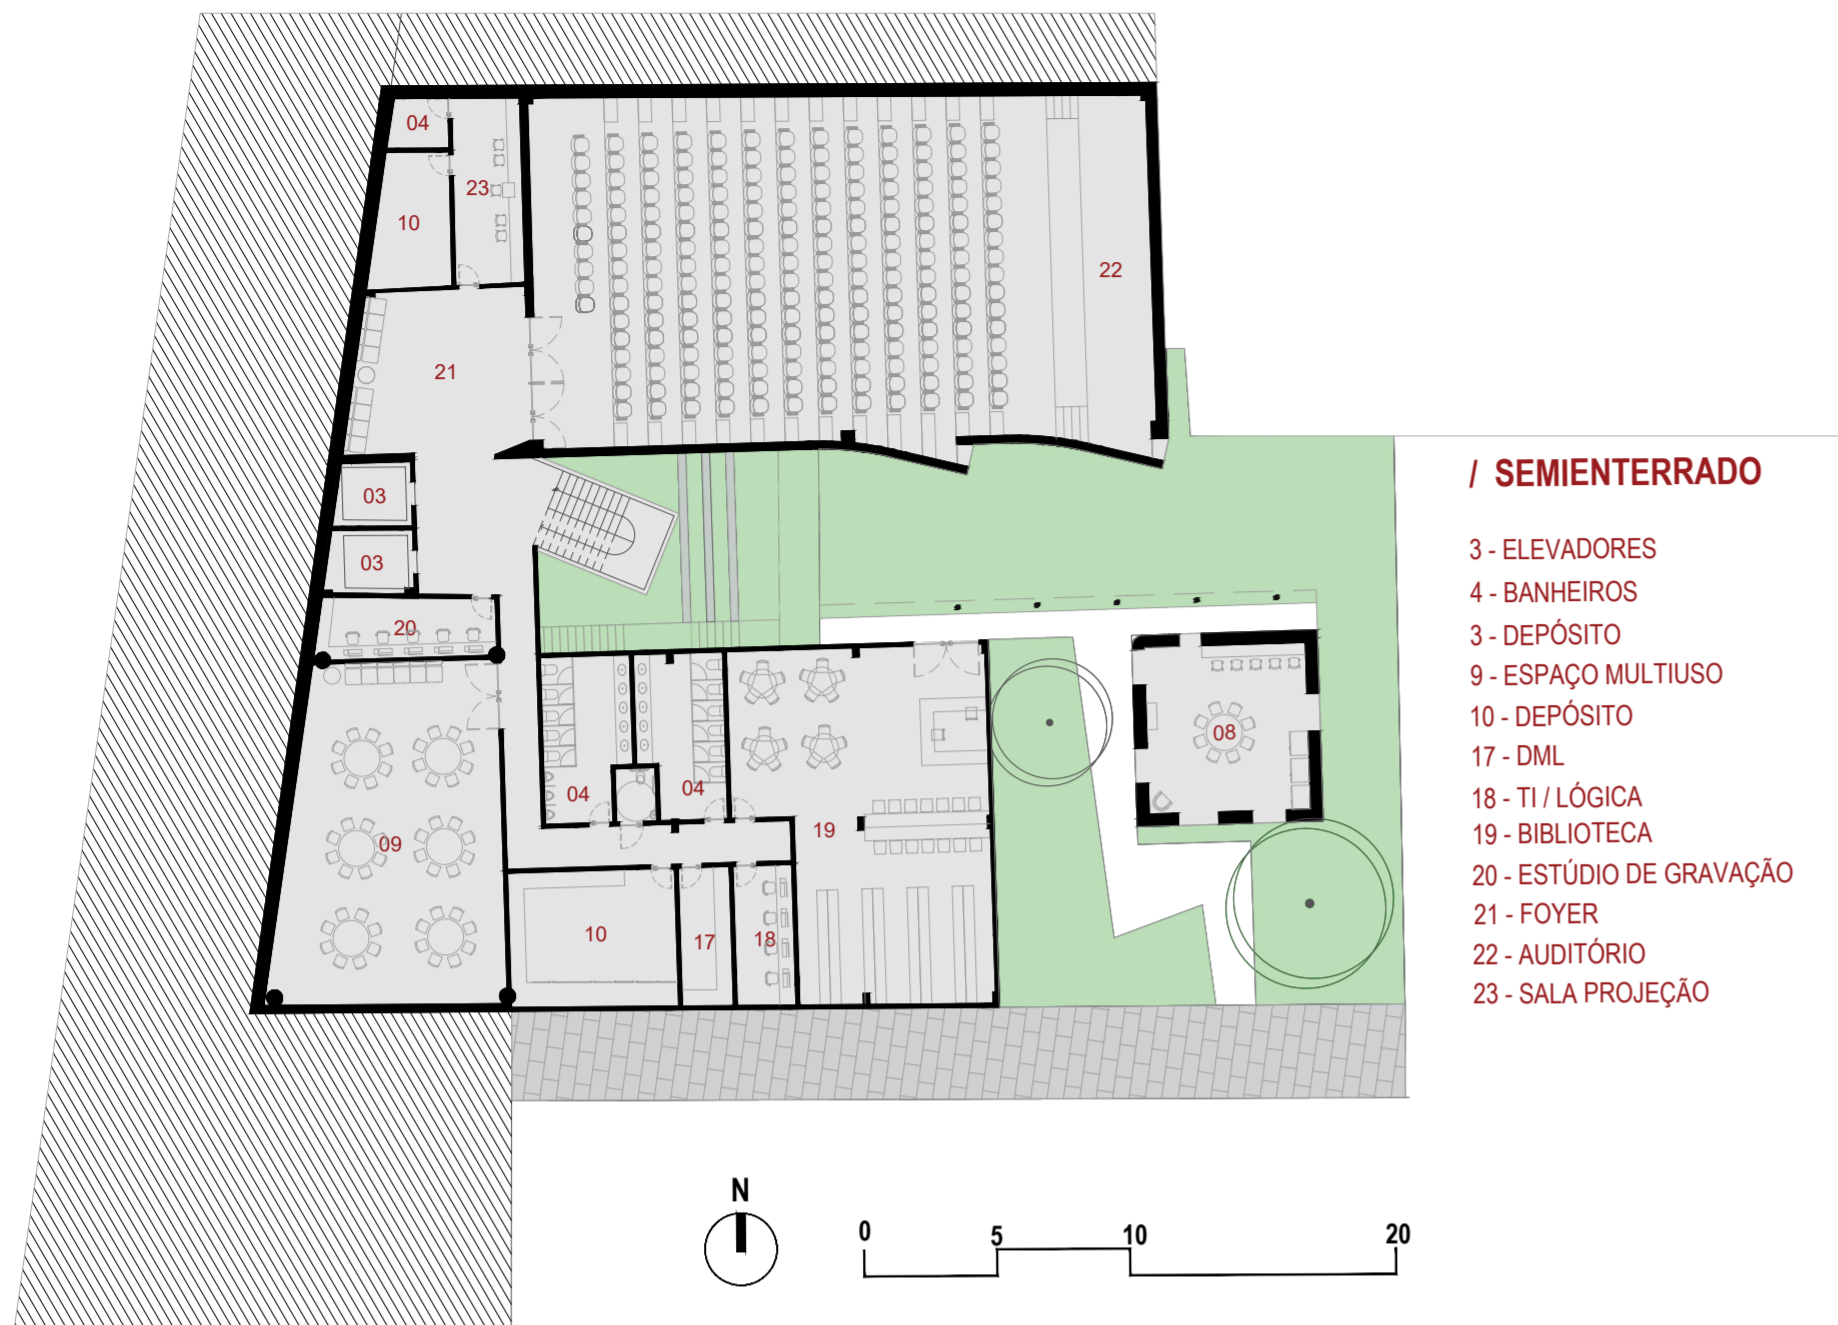 04
23
10
22
21
03
03
20
09
04
04
19
08
10
17
18
/ SEMIENTERRADO
3 - ELEVADORES
4 - BANHEIROS
3 - DEPÓSITO
9 - ESPAÇO MULTIUSO
10 - DEPÓSITO
17 - DML
18 - TI / LÓGICA
19 - BIBLIOTECA
20 - ESTÚDIO DE GRAVAÇÃO
21 - FOYER
22 - AUDITÓRIO
23 - SALA PROJEÇÃO
N
0 5 10 20